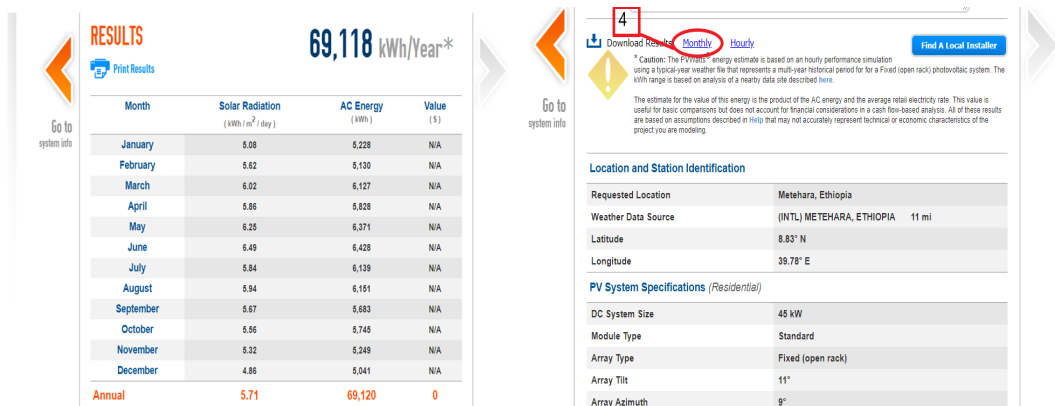 RESULTS
69,118 kWh/Year*
Print Results
Month Solar Radiation AC Energy Value
( kWh / m2 / day ) ( kWh ) ( $ )
January 5.08 5,228 N/A
February 5.62 5,130 N/A
March 6.02 6,127 N/A
April 5.86 5,828 N/A
May 6.25 6,371 N/A
June 6.49 6,428 N/A
July 5.84 6,139 N/A
August 5.94 6,151 N/A
September 5.67 5,683 N/A
October 5.56 5,745 N/A
November 5.32 5,249 N/A
December 4.86 5,041 N/A
Annual 5.71 69,120 0
Go to
system info
4
Download Results: Monthly Hourly
Find A Local Installer
* Caution: The PVWatts® energy estimate is based on an hourly performance simulation
using a typical-year weather file that represents a multi-year historical period for for a Fixed (open rack) photovoltaic system. The
kWh range is based on analysis of a nearby data site described here.
The estimate for the value of this energy is the product of the AC energy and the average retail electricity rate. This value is
useful for basic comparisons but does not account for financial considerations in a cash flow-based analysis. All of these results
are based on assumptions described in Help that may not accurately represent technical or economic characteristics of the
project you are modeling.
Go to
system info
Location and Station Identification
Requested Location Metehara, Ethiopia
Weather Data Source (INTL) METEHARA, ETHIOPIA 11 mi
Latitude 8.83° N
Longitude 39.78° E
PV System Specifications (Residential)
DC System Size 45 kW
Module Type Standard
Array Type Fixed (open rack)
Array Tilt 11°
Array Azimuth 9°